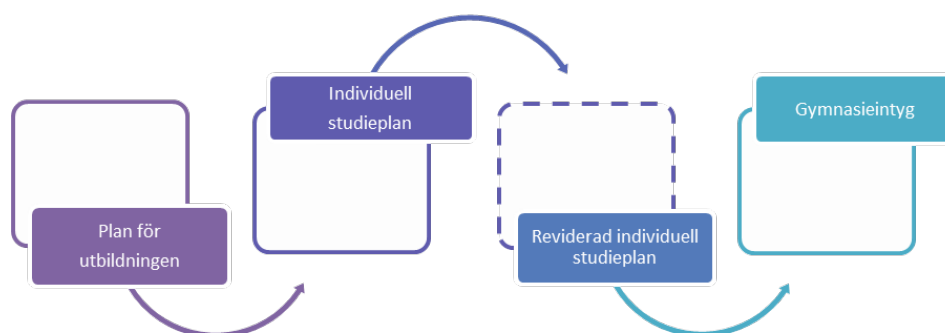 Plan för
utbildningen
Individuell
studieplan
Reviderad individuell
studieplan
Gymnasieintyg